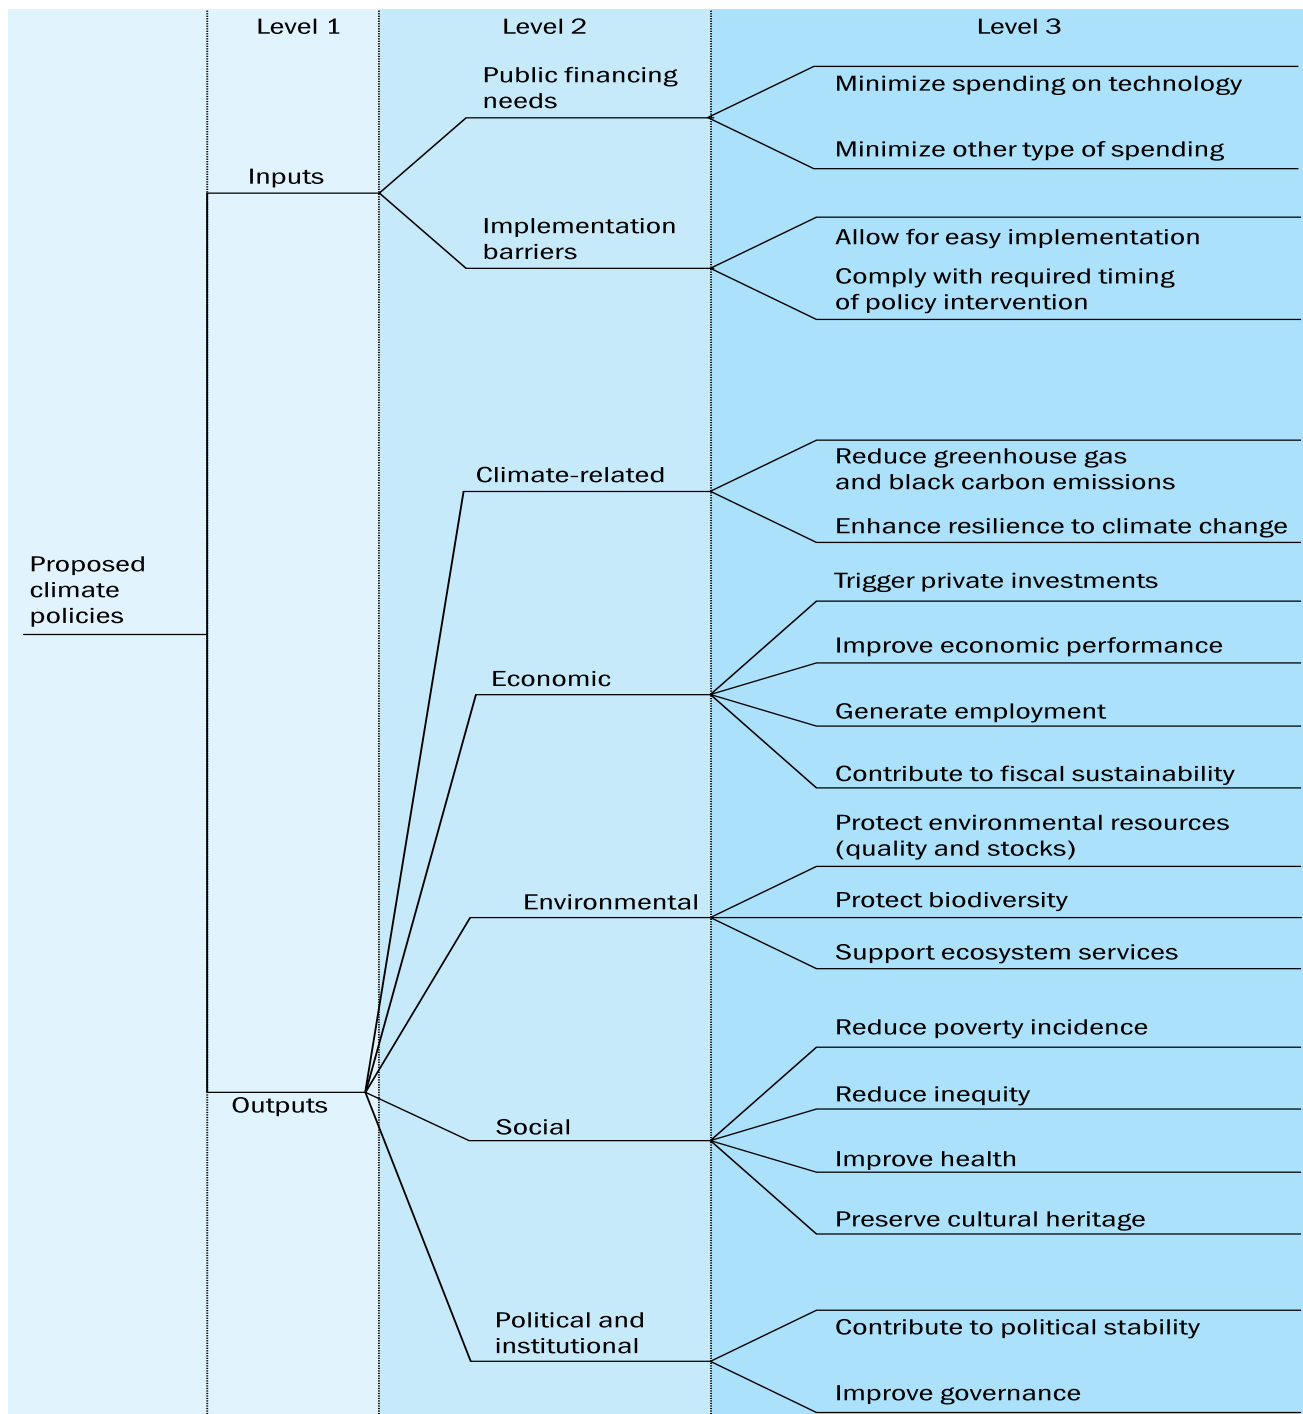 Level 1
Level 2
Level 3
Public financing
needs
Minimize spending on technology
Minimize other type of spending
Inputs
Implementation
barriers
Allow for easy implementation
Comply with required timing
of policy intervention
Climate-related
Reduce greenhouse gas
and black carbon emissions
Enhance resilience to climate change
Proposed
climate
policies
Trigger private investments
Improve economic performance
Economic
Generate employment
Contribute to fiscal sustainability
Protect environmental resources
(quality and stocks)
Environmental
Protect biodiversity
Support ecosystem services
Outputs
Reduce poverty incidence
Reduce inequity
Social
Improve health
Preserve cultural heritage
Political and
institutional
Contribute to political stability
Improve governance